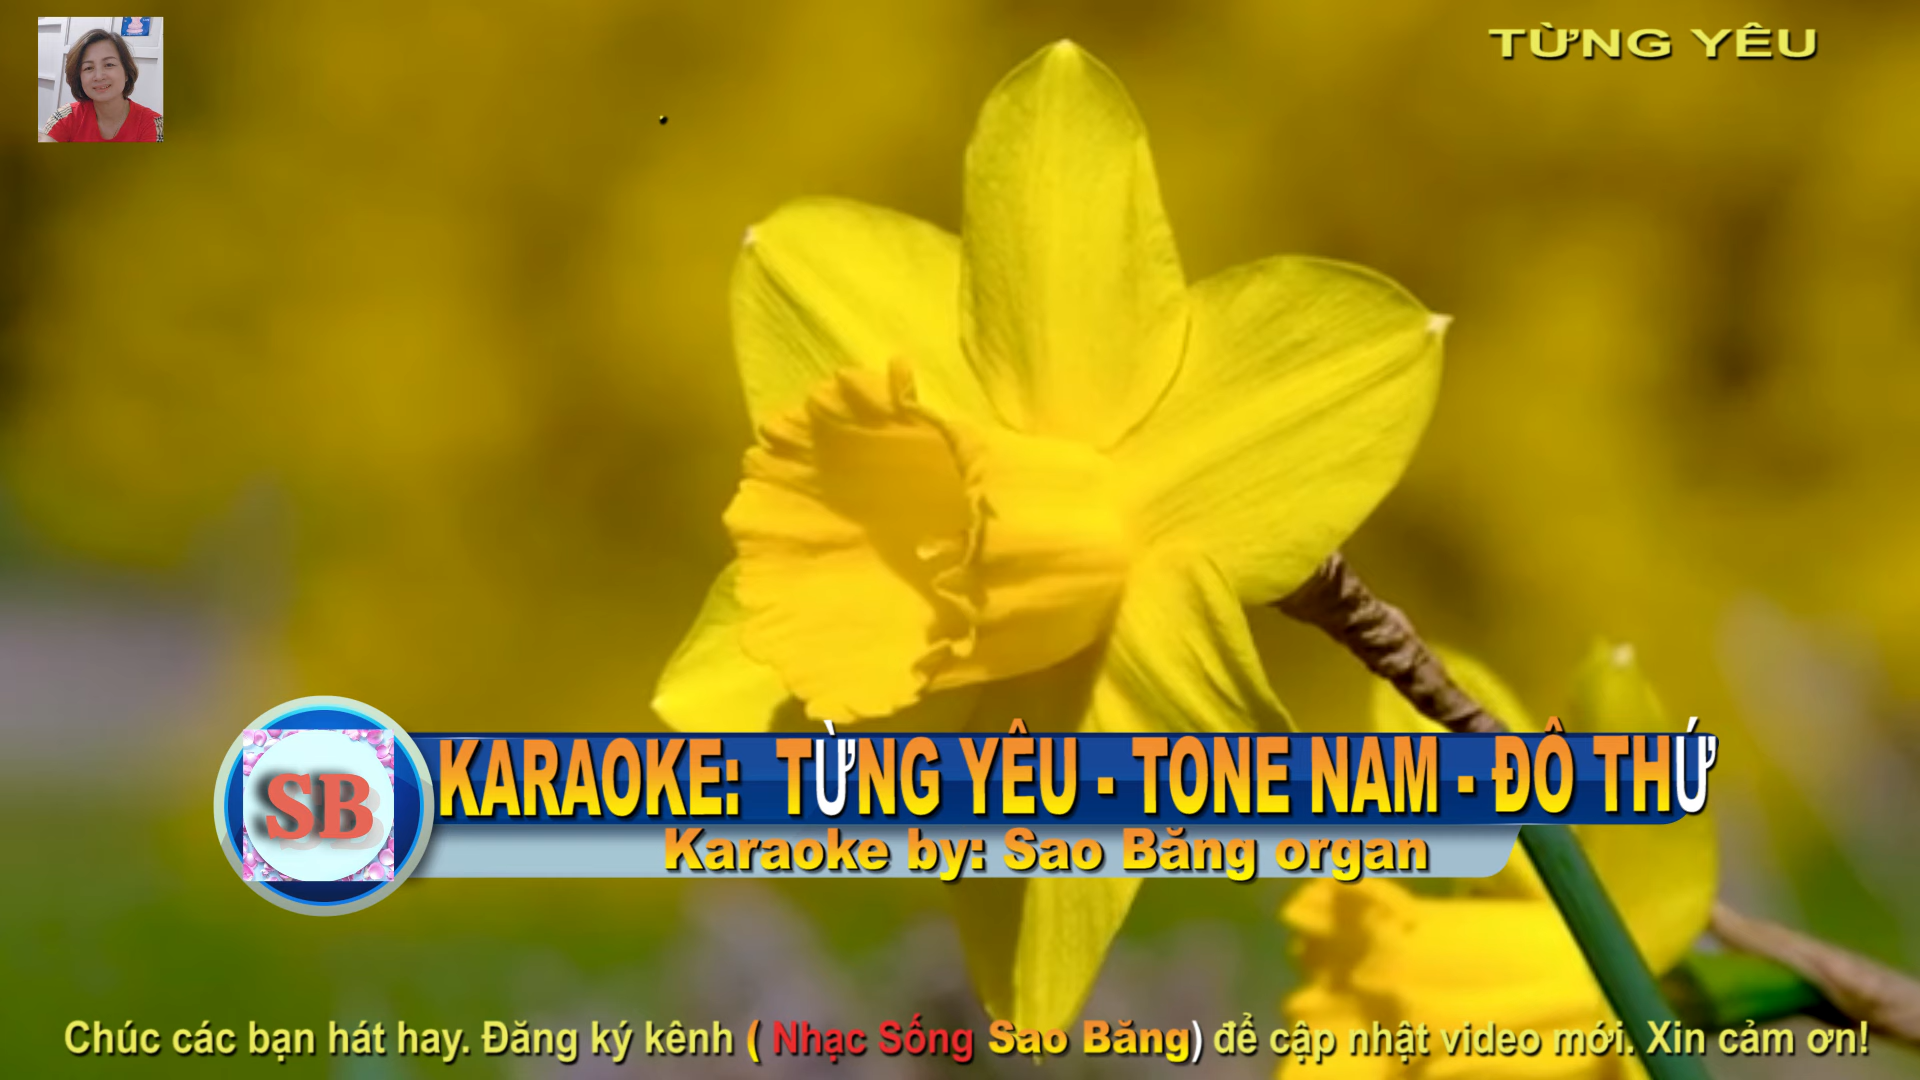 TỪNG YÊU
SB
KARAOKE: TỪNG YÊU - TONE NAM - ĐÔ THỨ
Karaoke by: Sao Băng organ
Chúc các bạn hát hay. Đăng ký kênh ( Nhạc Sống Sao Băng) để cập nhật video mới. Xin cảm ơn!